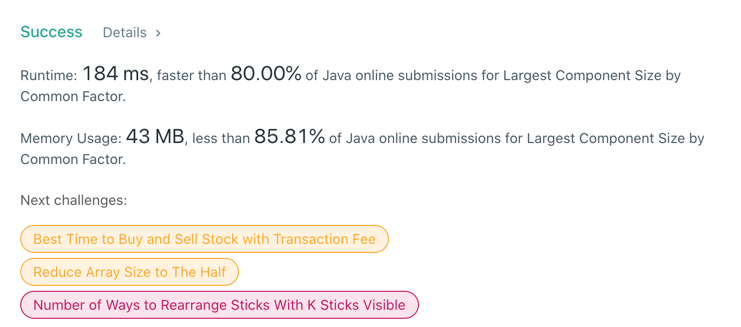 Success Details >
Runtime: 184 ms, faster than 80.00% of Java online submissions for Largest Component Size by
Common Factor.
Memory Usage: 43 MB, less than 85.81% of Java online submissions for Largest Component Size by
Common Factor.
Next challenges:
Best Time to Buy and Sell Stock with Transaction Fee
Reduce Array Size to The Half
Number of Ways to Rearrange Sticks With K Sticks Visible